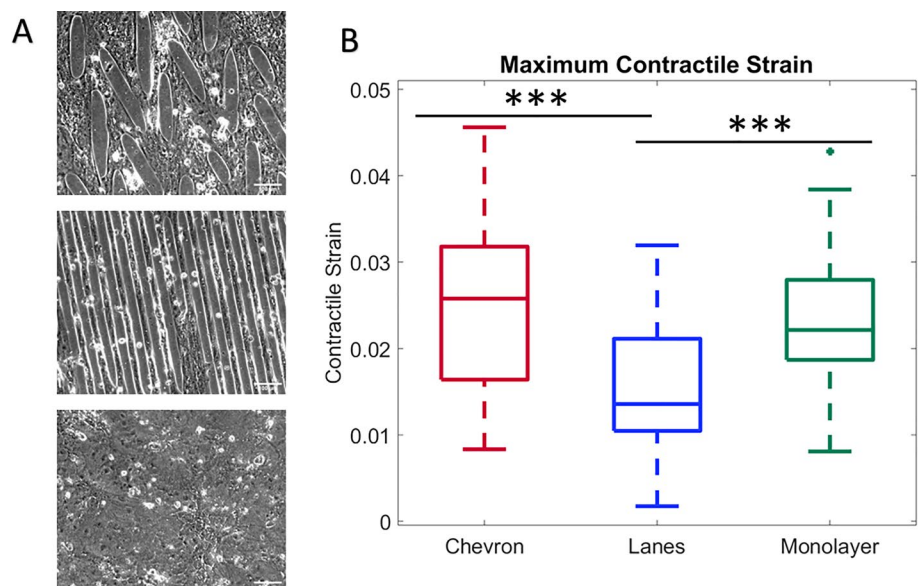 A
B
Maximum Contractile Strain
***
***
0.05
0.04
0.03
0.02
0.01
0
Contractile Strain
Chevron
Lanes
Monolayer